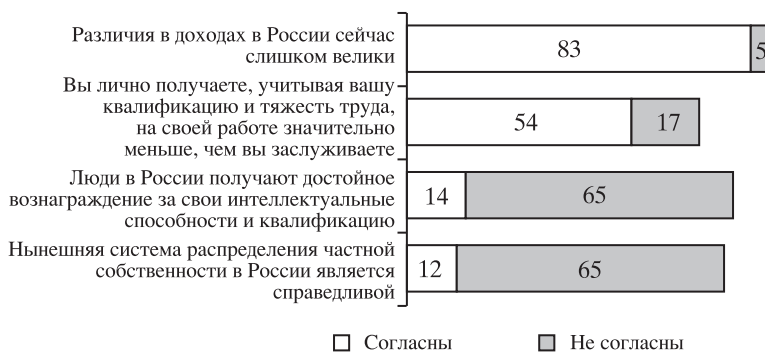 Различия в доходах в России сейчас
слишком велики
83
5
Вы лично получаете, учитывая вашу
квалификацию и тяжесть труда,
на своей работе значительно
меньше, чем вы заслуживаете
54
17
Люди в России получают достойное
вознаграждение за свои интеллектуальные
способности и квалификацию
14
65
Нынешняя система распределения частной
собственности в России является
справедливой
12
65
Согласны
Не согласны